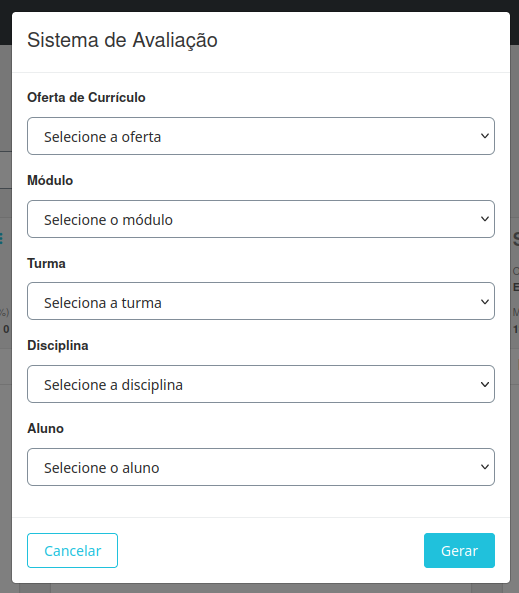 Sistema de Avaliação
Oferta de Currículo
Selecione a oferta
Módulo
Selecione o módulo
Turma
Seleciona a turma
Disciplina
Selecione a disciplina
Aluno
Selecione o aluno
Cancelar
Gerar